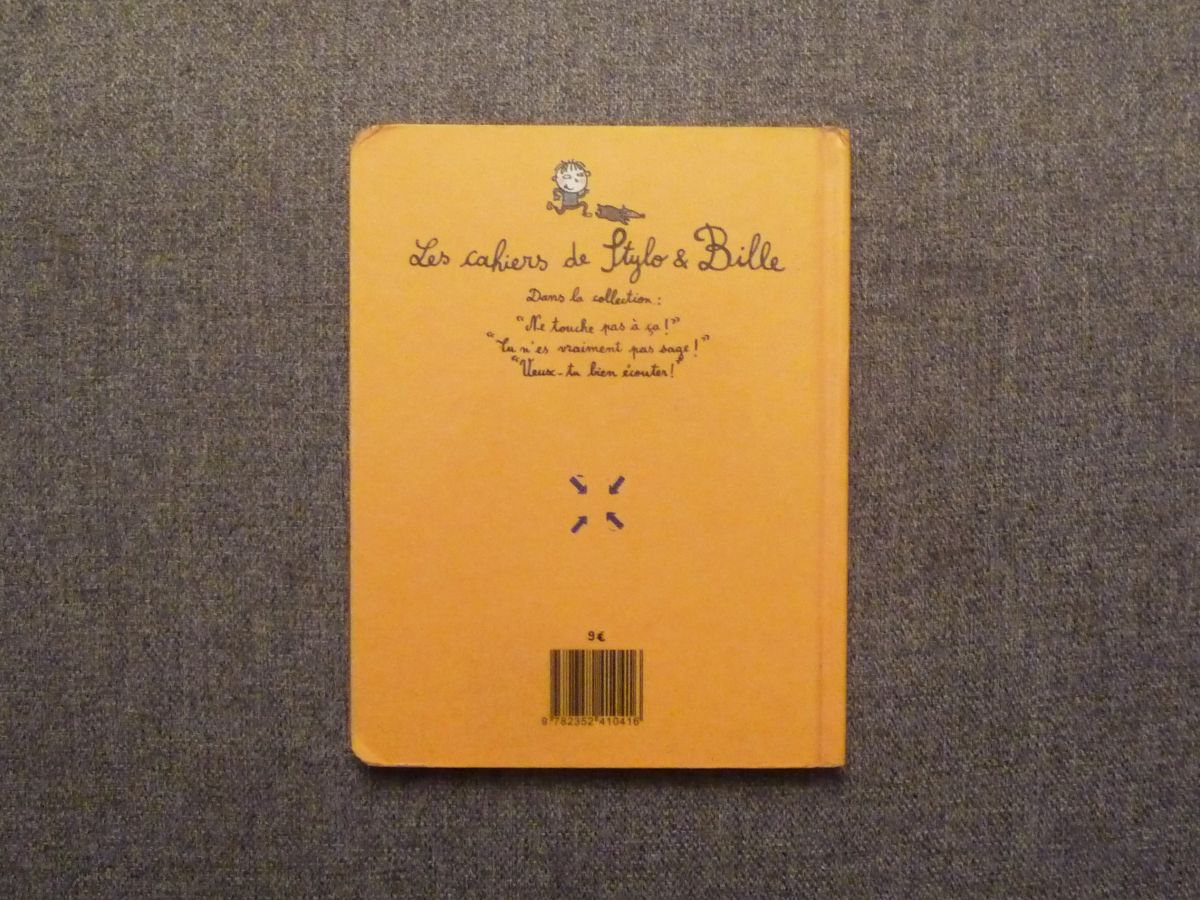 Les cahiers de Stylo & Bille
Dans la collection :
"Ne touche pas à ça !"
"Tu n'es vraiment pas sage !"
"Veux-tu bien écouter !"
9 €
9 782352 410416